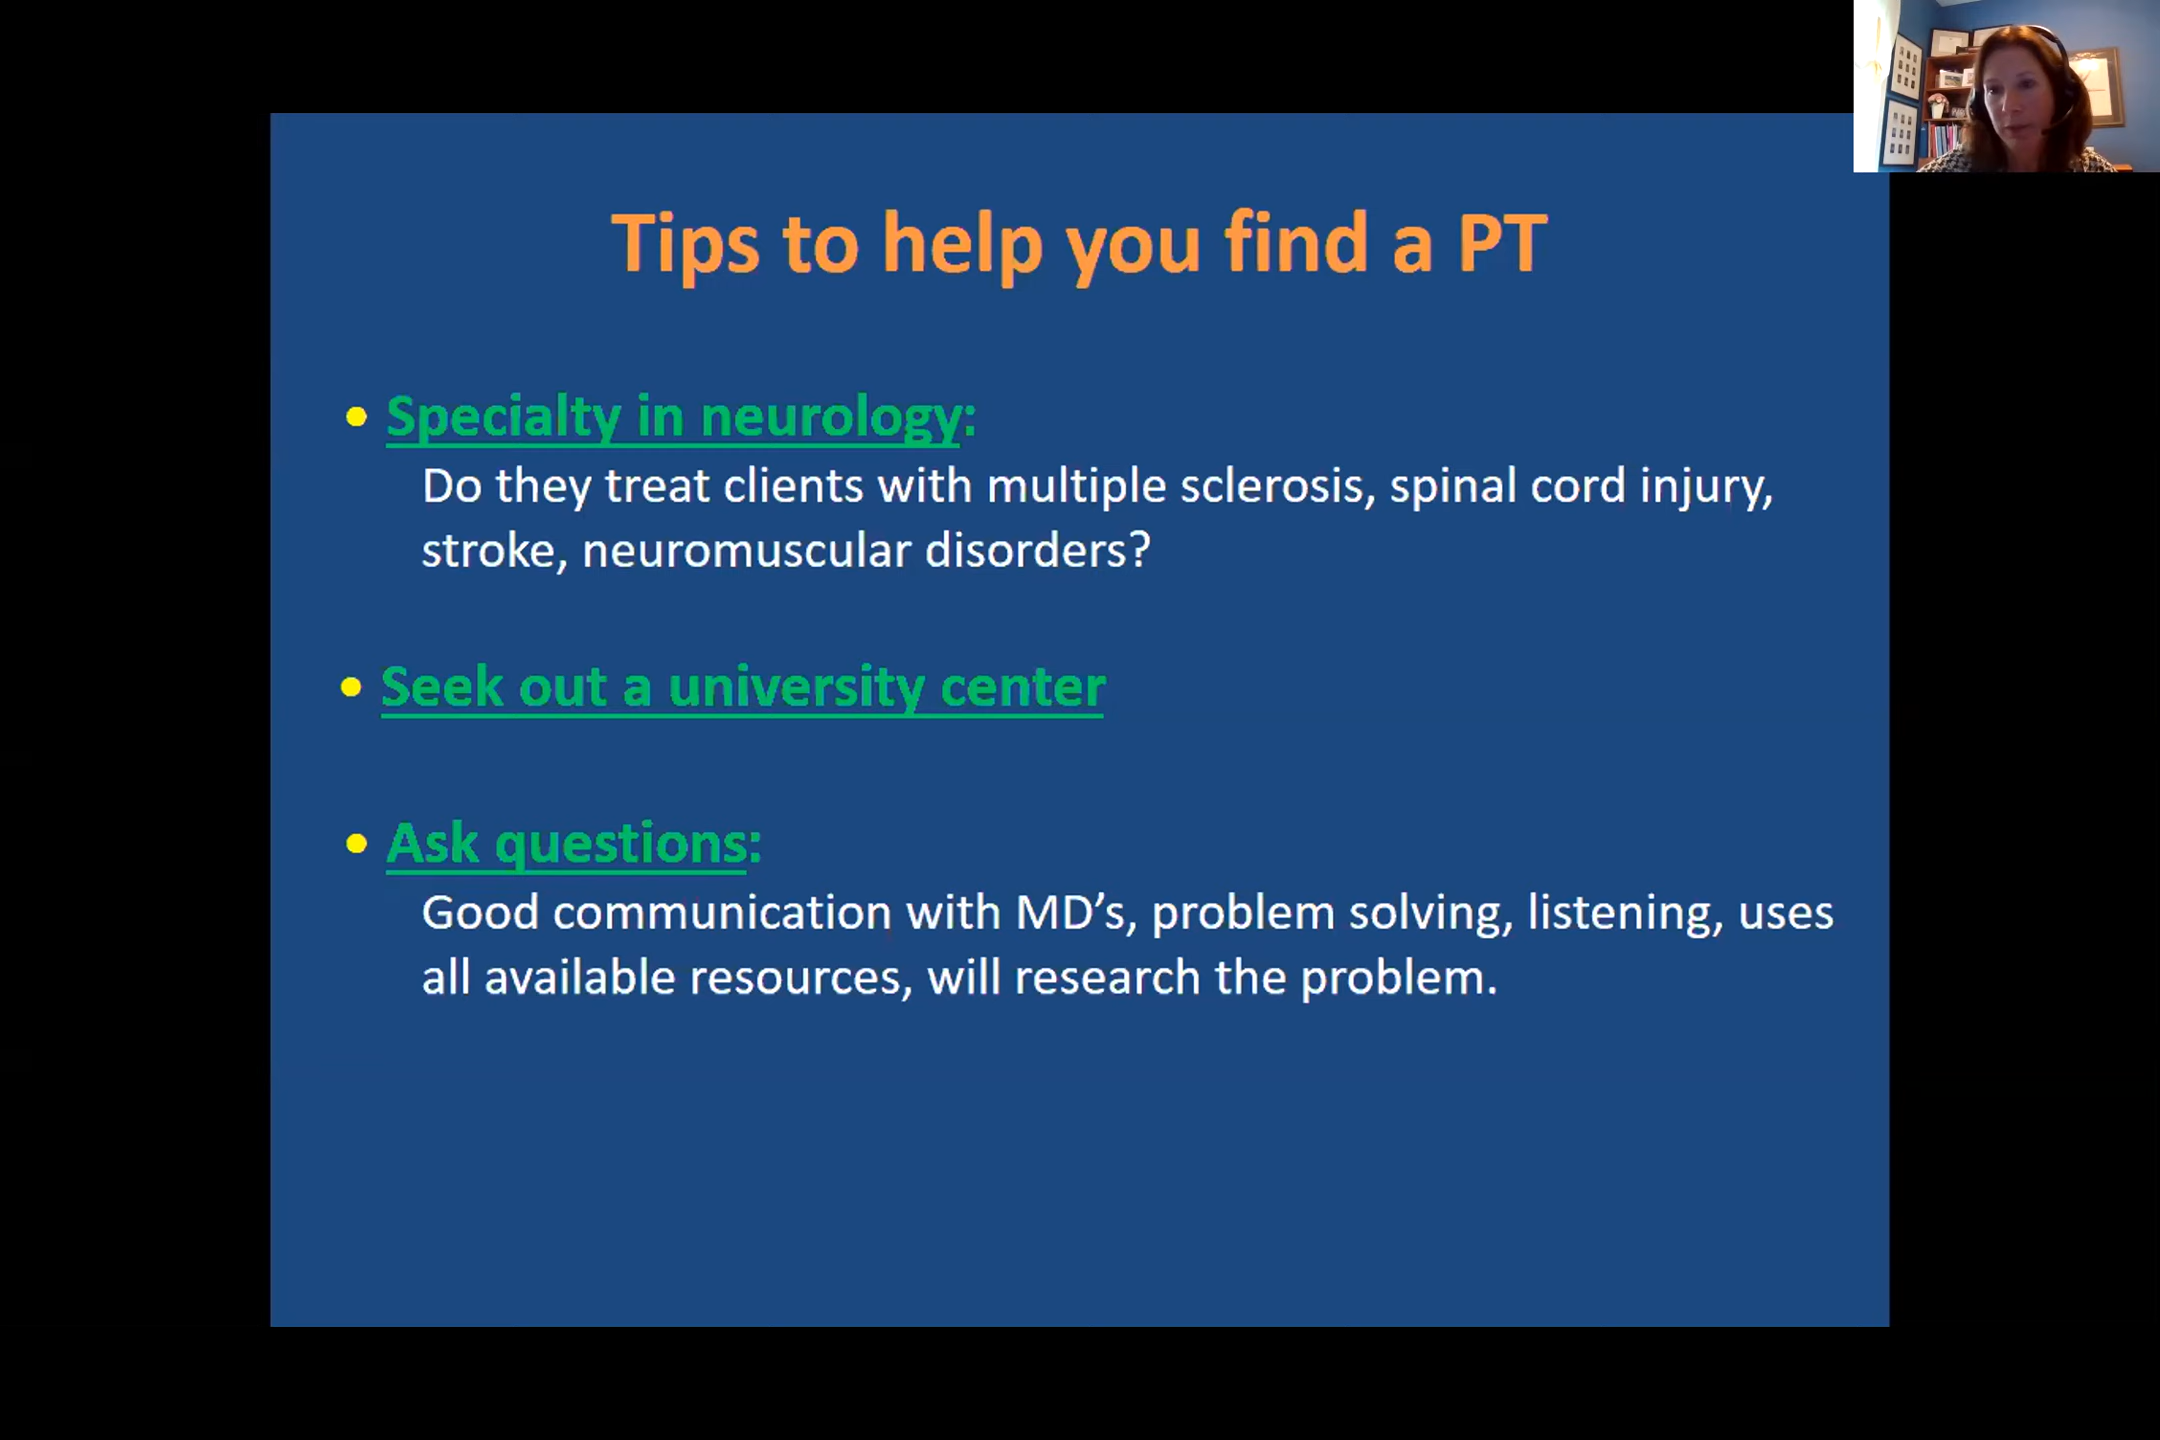 Tips to help you find a PT
• Specialty in neurology:
Do they treat clients with multiple sclerosis, spinal cord injury,
stroke, neuromuscular disorders?
• Seek out a university center
• Ask questions:
Good communication with MD’s, problem solving, listening, uses
all available resources, will research the problem.